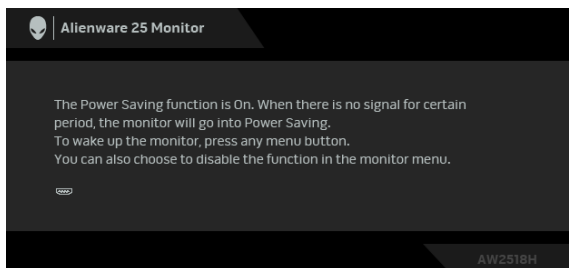 Alienware 25 Monitor
The Power Saving function is On. When there is no signal for certain
period, the monitor will go into Power Saving.
To wake up the monitor, press any menu button.
You can also choose to disable the function in the monitor menu.
AW2518H